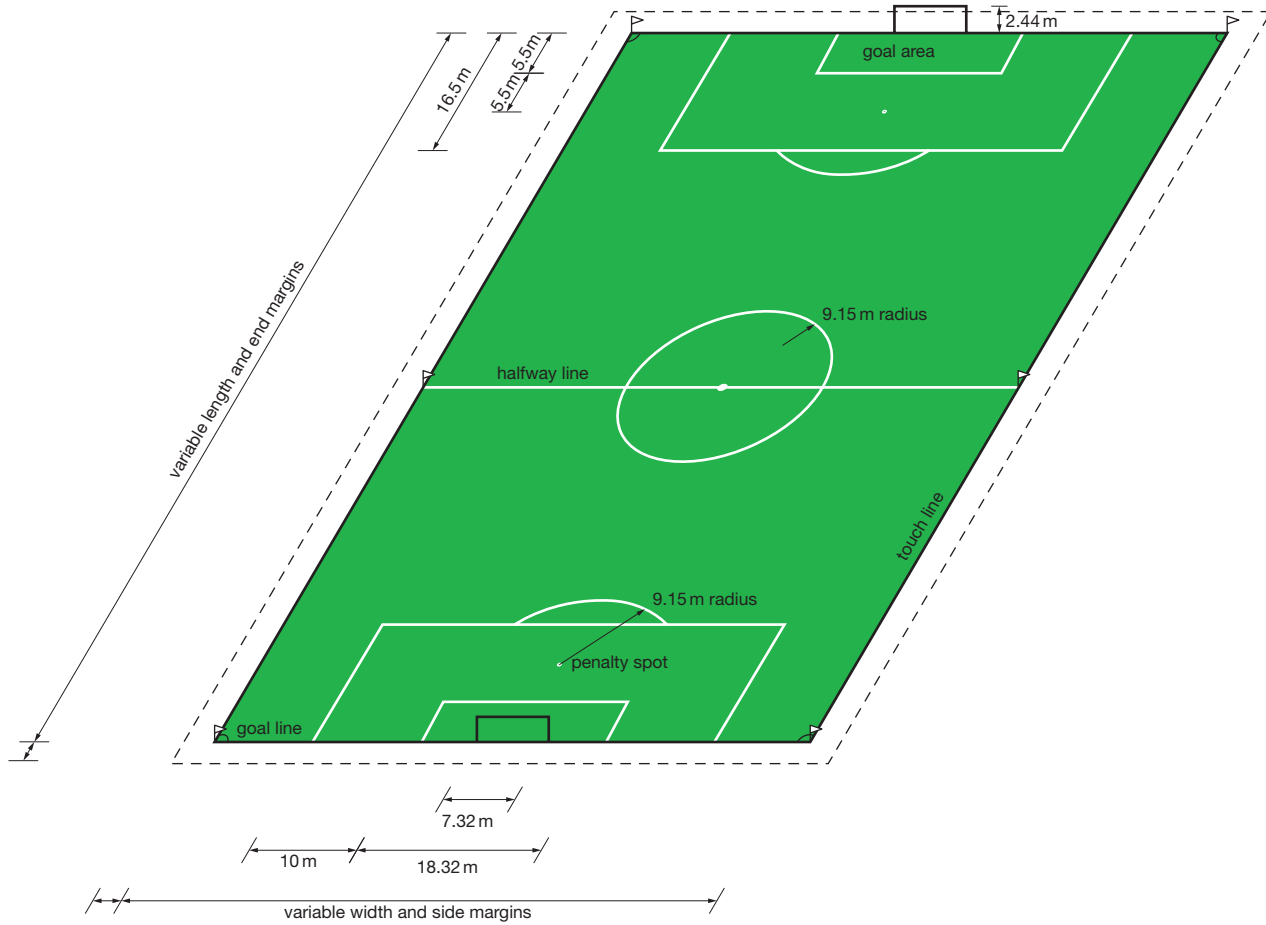 2.44 m
goal area
5.5 m
5.5 m
16.5 m
9.15 m radius
halfway line
variable length and end margins
touch line
9.15 m radius
penalty spot
goal line
7.32 m
10 m
18.32 m
variable width and side margins